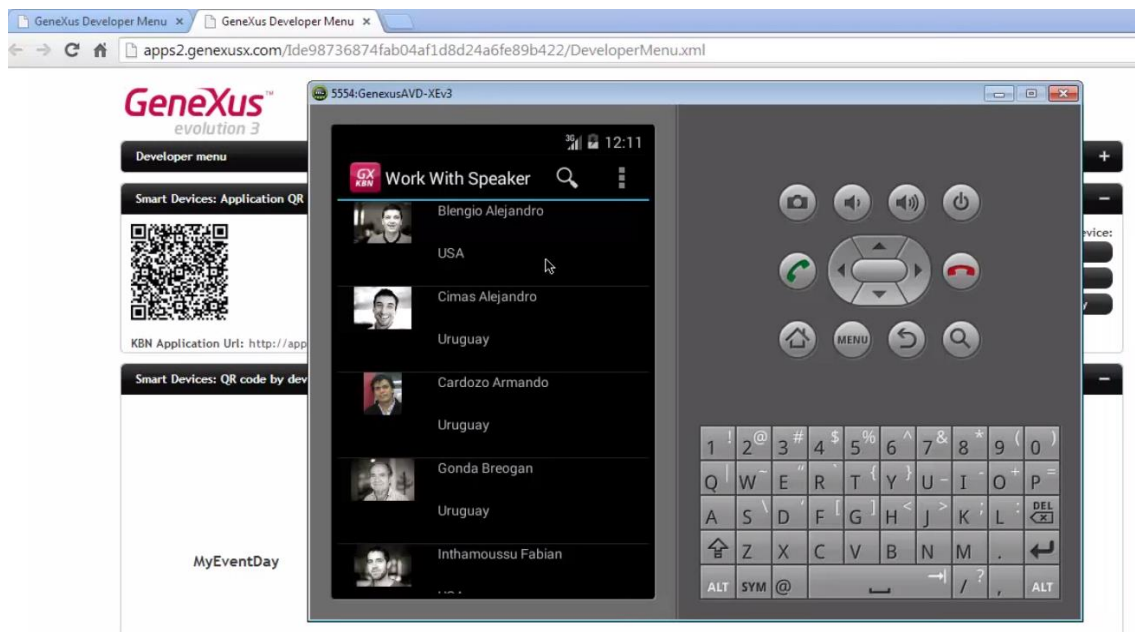 GeneXus Developer Menu × GeneXus Developer Menu ×
apps2.genexusx.com/Ide98736874fab04af1d8d24a6fe89b422/DeveloperMenu.xml
GeneXus™
evolution 3
Developer menu +
Smart Devices: Application QR –
vice:
KBN Application Url: http://app
Smart Devices: QR code by dev –
MyEventDay
5554:GenexusAVD-XEv3
3G 12:11
GX
KBN
Work With Speaker
Blengio Alejandro
USA
Cimas Alejandro
Uruguay
Cardozo Armando
Uruguay
Gonda Breogan
Uruguay
Inthamoussu Fabian
MENU
1 ! 2 @ 3 # 4 $ 5 % 6 ^ 7 & 8 * 9 ( 0 )
Q | W ~ E " R ` T { Y } U - I - O + P =
A S \ D ' F [ G ] H < J > K ; L : DEL
Z X C V B N M .
ALT SYM @ / ? , ALT